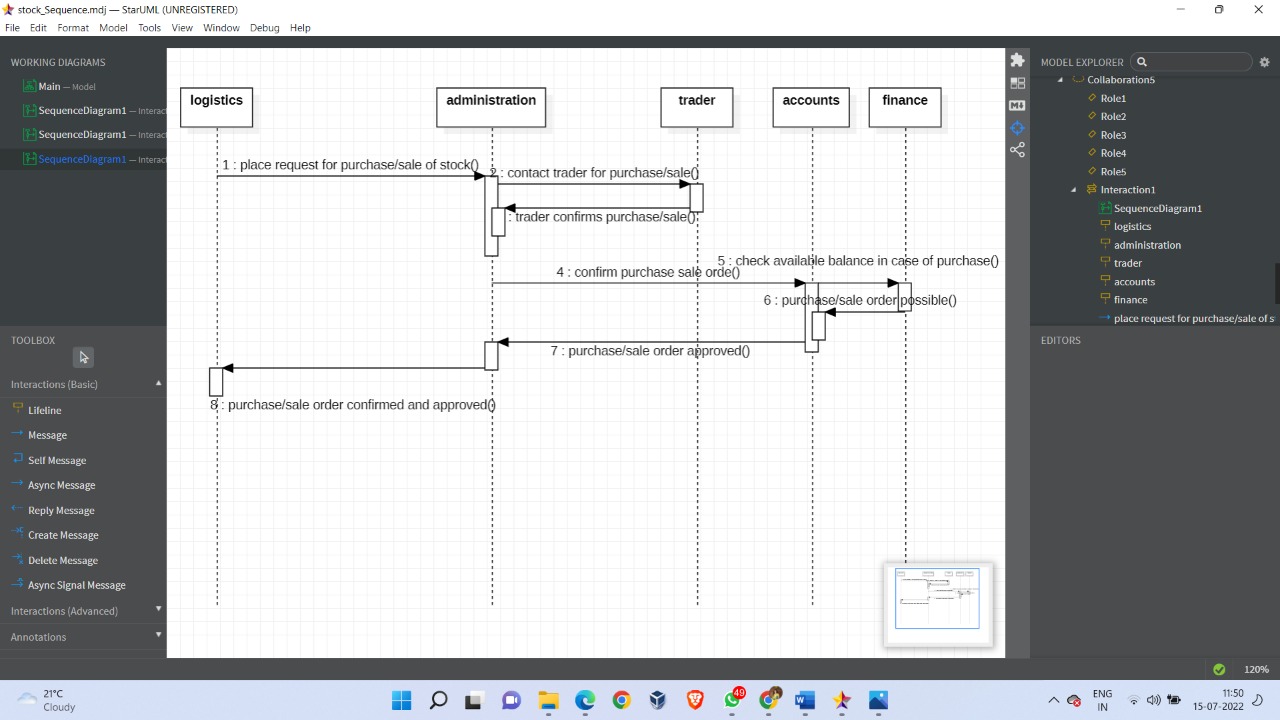 stock_Sequence.mdj — StarUML (UNREGISTERED)
File Edit Format Model Tools View Window Debug Help
WORKING DIAGRAMS
Main — Model
SequenceDiagram1 — Interact
SequenceDiagram1 — Interact
SequenceDiagram1 — Interact
TOOLBOX
Interactions (Basic)
Lifeline
Message
Self Message
Async Message
Reply Message
Create Message
Delete Message
Async Signal Message
Interactions (Advanced)
Annotations
logistics
administration
trader
accounts
finance
1 : place request for purchase/sale of stock()
2 : contact trader for purchase/sale()
: trader confirms purchase/sale()
5 : check available balance in case of purchase()
4 : confirm purchase sale orde()
6 : purchase/sale order possible()
7 : purchase/sale order approved()
8 : purchase/sale order confirmed and approved()
MODEL EXPLORER
Collaboration5
Role1
Role2
Role3
Role4
Role5
Interaction1
SequenceDiagram1
logistics
administration
trader
accounts
finance
place request for purchase/sale of s
EDITORS
120%
21°C
Cloudy
49
ENG
IN
11:50
15-07-2022